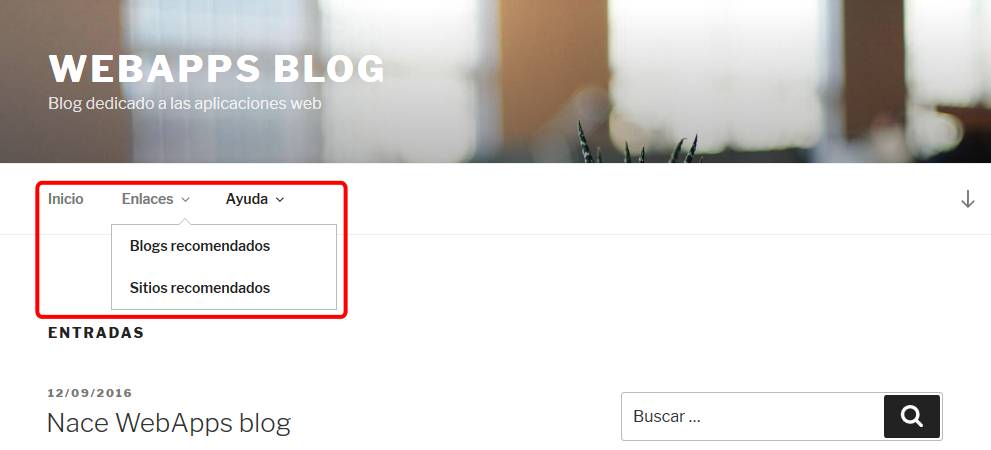 WEBAPPS BLOG
Blog dedicado a las aplicaciones web
Inicio Enlaces Ayuda
Blogs recomendados
Sitios recomendados
ENTRADAS
12/09/2016
Nace WebApps blog
Buscar ...